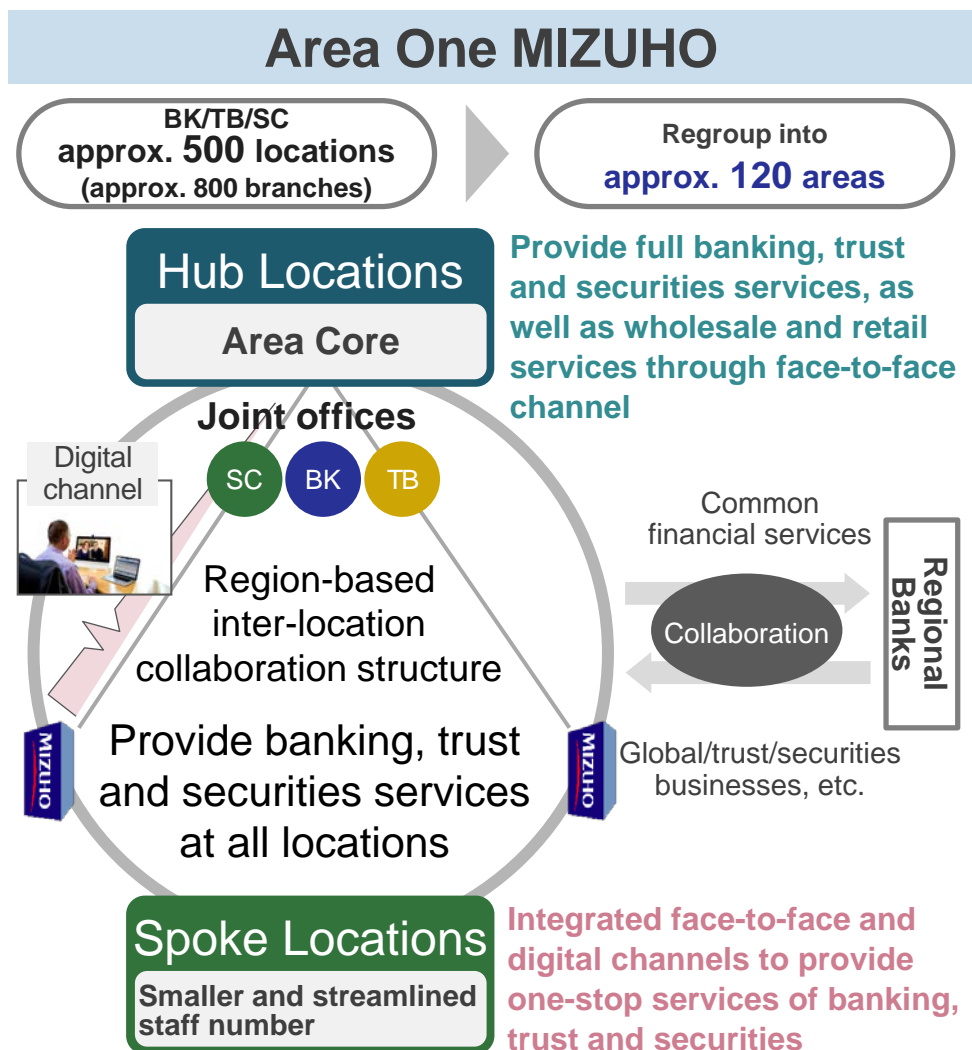 Area One MIZUHO
BK/TB/SC
approx. 500 locations
(approx. 800 branches)
Regroup into
approx. 120 areas
Hub Locations
Area Core
Provide full banking, trust
and securities services, as
well as wholesale and retail
services through face-to-face
channel
Joint offices
SC
BK
TB
Digital
channel
Region-based
inter-location
collaboration structure
Provide banking, trust
and securities services
at all locations
MIZUHO
MIZUHO
Common
financial services
Collaboration
Regional
Banks
Global/trust/securities
businesses, etc.
Spoke Locations
Smaller and streamlined
staff number
Integrated face-to-face and
digital channels to provide
one-stop services of banking,
trust and securities